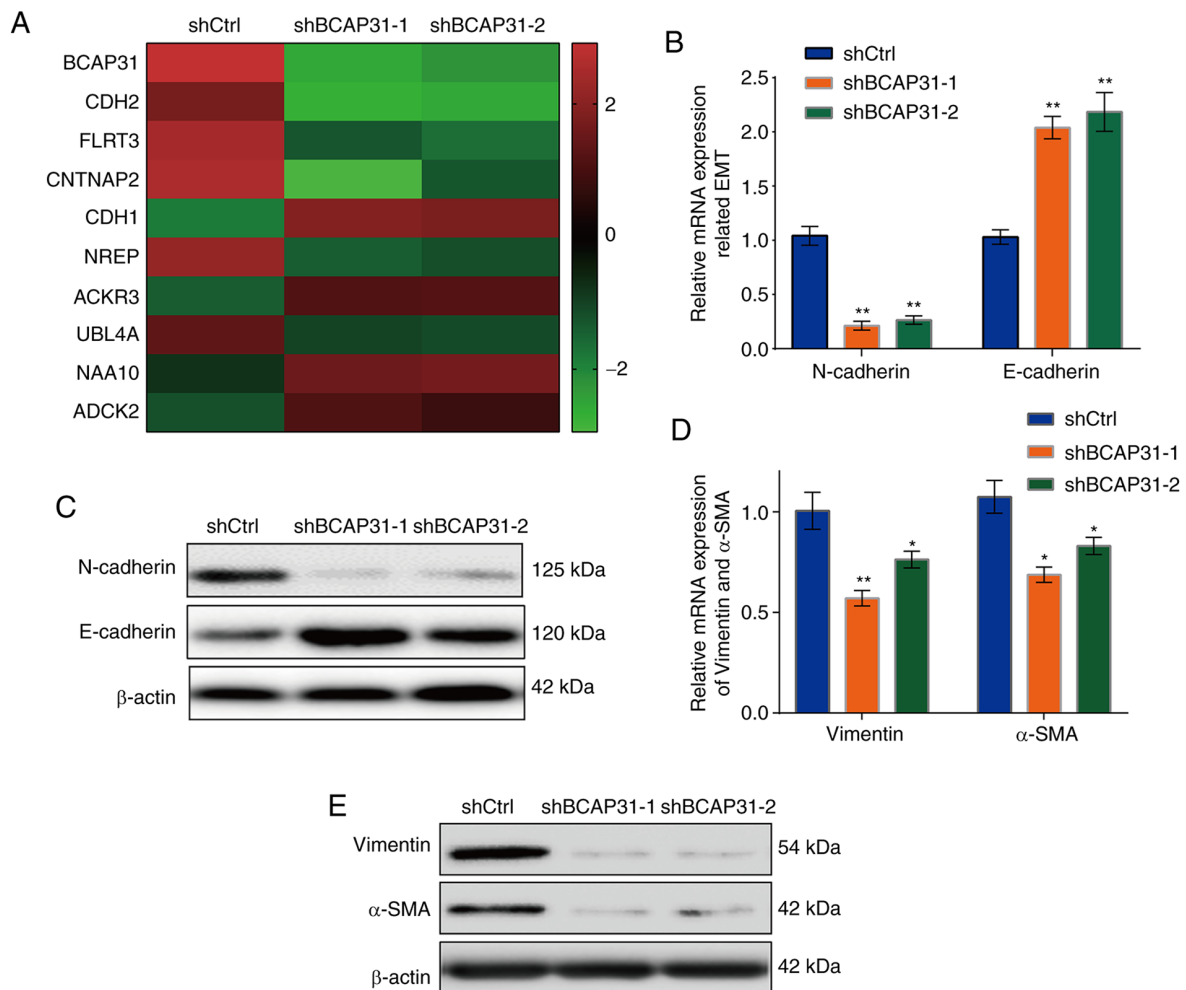 A
shCtrl shBCAP31-1 shBCAP31-2
BCAP31
CDH2
FLRT3
CNTNAP2
CDH1
NREP
ACKR3
UBL4A
NAA10
ADCK2
2
0
−2
B
shCtrl
shBCAP31-1
shBCAP31-2
Relative mRNA expression
related EMT
2.5
2.0
1.5
1.0
0.5
0.0
** **
** **
N-cadherin E-cadherin
C
shCtrl shBCAP31-1 shBCAP31-2
N-cadherin 125 kDa
E-cadherin 120 kDa
β-actin 42 kDa
D
shCtrl
shBCAP31-1
shBCAP31-2
Relative mRNA expression
of Vimentin and α-SMA
1.0
0.5
0.0
** *
* *
Vimentin α-SMA
E
shCtrl shBCAP31-1 shBCAP31-2
Vimentin 54 kDa
α-SMA 42 kDa
β-actin 42 kDa